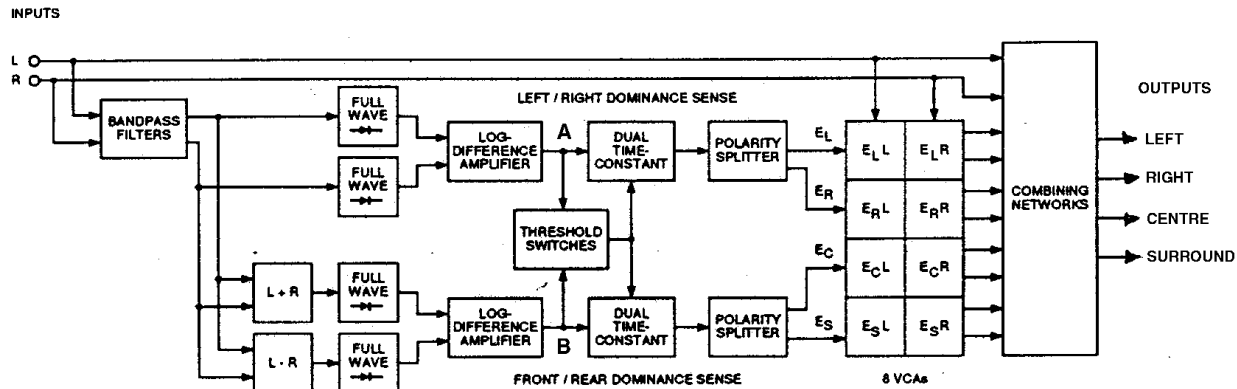 INPUTS
L
R
OUTPUTS
BANDPASS
FILTERS
FULL
WAVE
LEFT / RIGHT DOMINANCE SENSE
LOG-
DIFFERENCE
AMPLIFIER
A
DUAL
TIME-
CONSTANT
POLARITY
SPLITTER
EL
ER
ELL
ELR
ERL
ERR
COMBINING
NETWORKS
LEFT
RIGHT
CENTRE
SURROUND
FULL
WAVE
THRESHOLD
SWITCHES
L + R
FULL
WAVE
L - R
FULL
WAVE
LOG-
DIFFERENCE
AMPLIFIER
B
DUAL
TIME-
CONSTANT
POLARITY
SPLITTER
EC
ES
ECL
ECR
ESL
ESR
FRONT / REAR DOMINANCE SENSE
8 VCAs